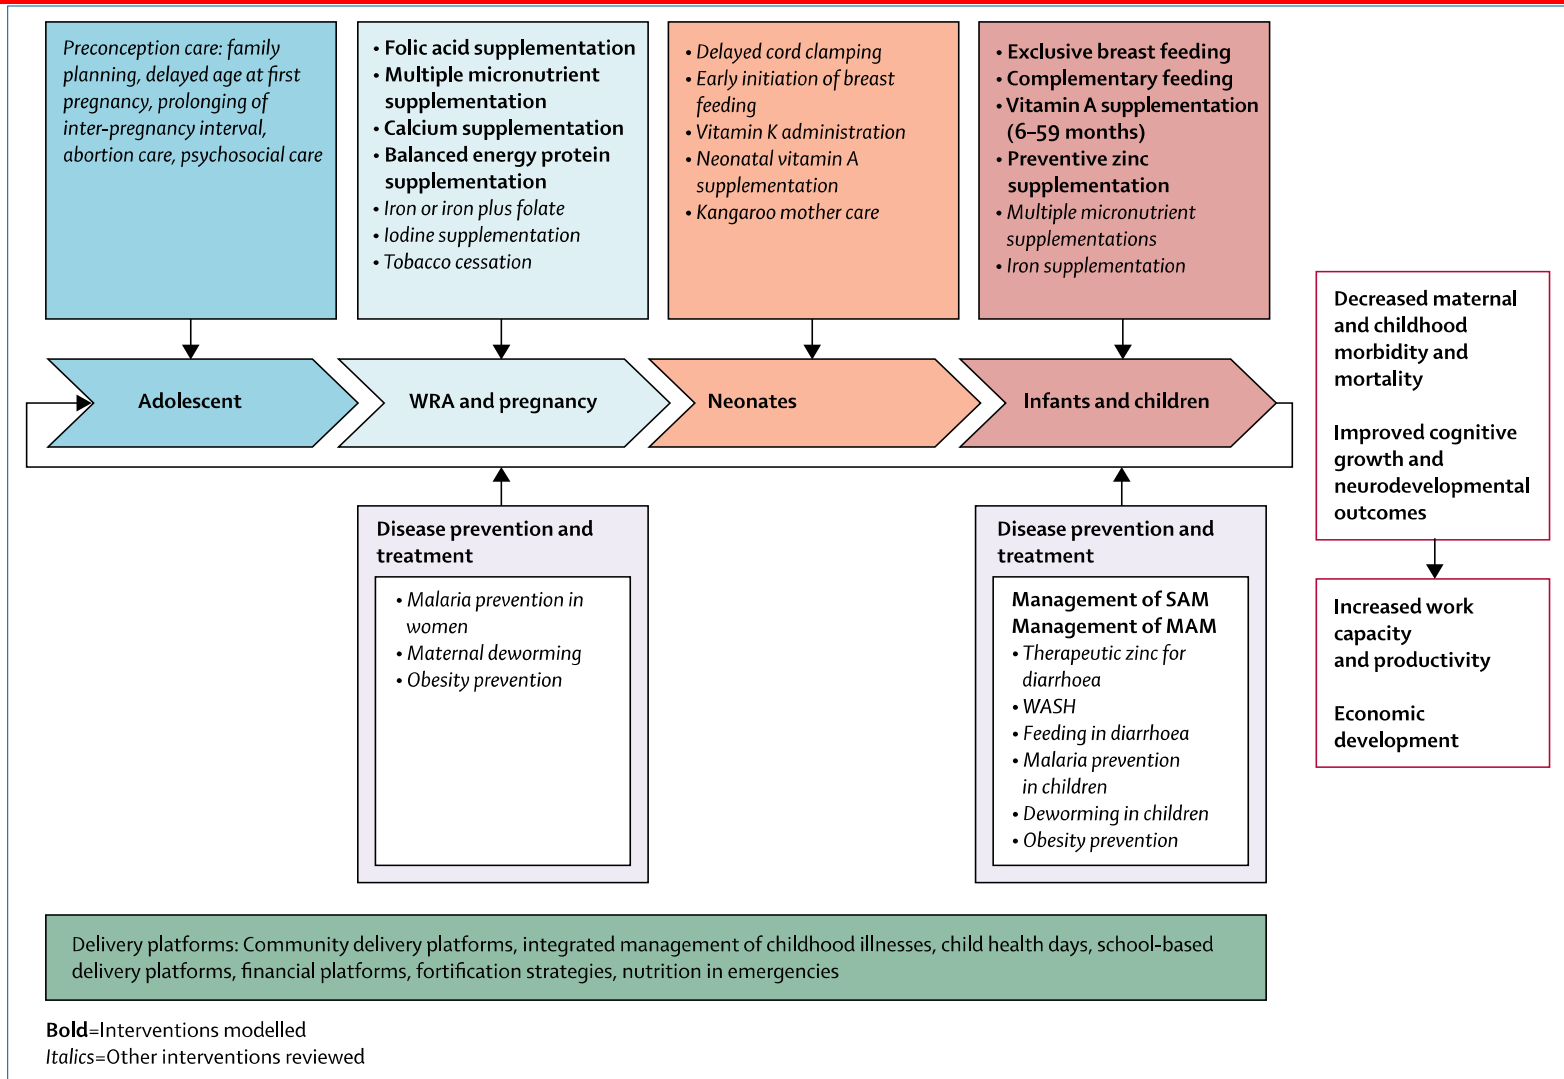 Preconception care: family
planning, delayed age at first
pregnancy, prolonging of
inter-pregnancy interval,
abortion care, psychosocial care
• Folic acid supplementation
• Multiple micronutrient
supplementation
• Calcium supplementation
• Balanced energy protein
supplementation
• Iron or iron plus folate
• Iodine supplementation
• Tobacco cessation
• Delayed cord clamping
• Early initiation of breast
feeding
• Vitamin K administration
• Neonatal vitamin A
supplementation
• Kangaroo mother care
• Exclusive breast feeding
• Complementary feeding
• Vitamin A supplementation
(6–59 months)
• Preventive zinc
supplementation
• Multiple micronutrient
supplementations
• Iron supplementation
Adolescent
WRA and pregnancy
Neonates
Infants and children
Disease prevention and
treatment
• Malaria prevention in
women
• Maternal deworming
• Obesity prevention
Disease prevention and
treatment
Management of SAM
Management of MAM
• Therapeutic zinc for
diarrhoea
• WASH
• Feeding in diarrhoea
• Malaria prevention
in children
• Deworming in children
• Obesity prevention
Decreased maternal
and childhood
morbidity and
mortality
Improved cognitive
growth and
neurodevelopmental
outcomes
Increased work
capacity
and productivity
Economic
development
Delivery platforms: Community delivery platforms, integrated management of childhood illnesses, child health days, school-based
delivery platforms, financial platforms, fortification strategies, nutrition in emergencies
Bold=Interventions modelled
Italics=Other interventions reviewed